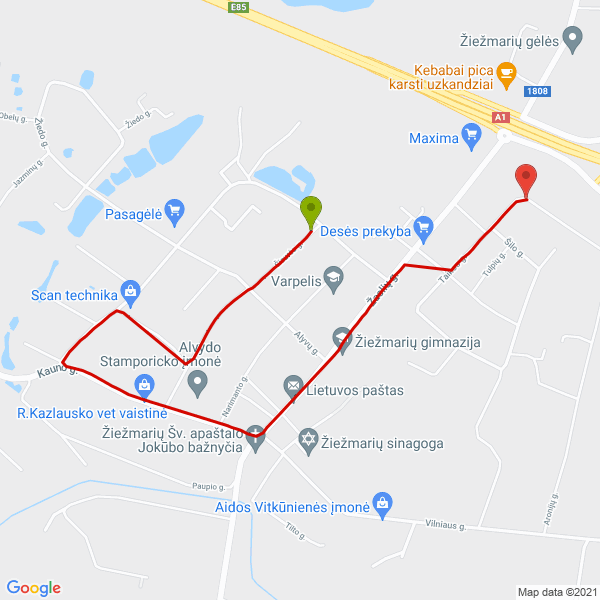 E85
Žiežmarių gėlės
Kebabai pica
karsti uzkandziai
1808
A1
Maxima
Obelų g.
Žiedo g.
Žiedo g.
Jazminų g.
Pasagėlė
Desės prekyba
Šilo g.
Tulpių g.
Scan technika
Varpelis
Žaslių g.
Alyvų g.
Žiežmarių gimnazija
Alvydo
Stamporicko įmonė
Kauno g.
Narimanto g.
Lietuvos paštas
R.Kazlausko vet vaistinė
Žiežmarių Šv. apaštalo
Jokūbo bažnyčia
Žiežmarių sinagoga
Paupio g.
Aidos Vitkūnienės įmonė
Tilto g.
Vilniaus g.
Aronijų g.
Google
Map data ©2021